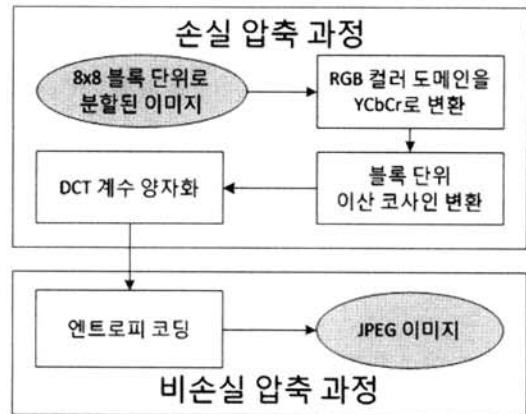 손실 압축 과정
8x8 블록 단위로
분할된 이미지
RGB 컬러 도메인을
YCbCr로 변환
블록 단위
이산 코사인 변환
DCT 계수 양자화
엔트로피 코딩
JPEG 이미지
비손실 압축 과정